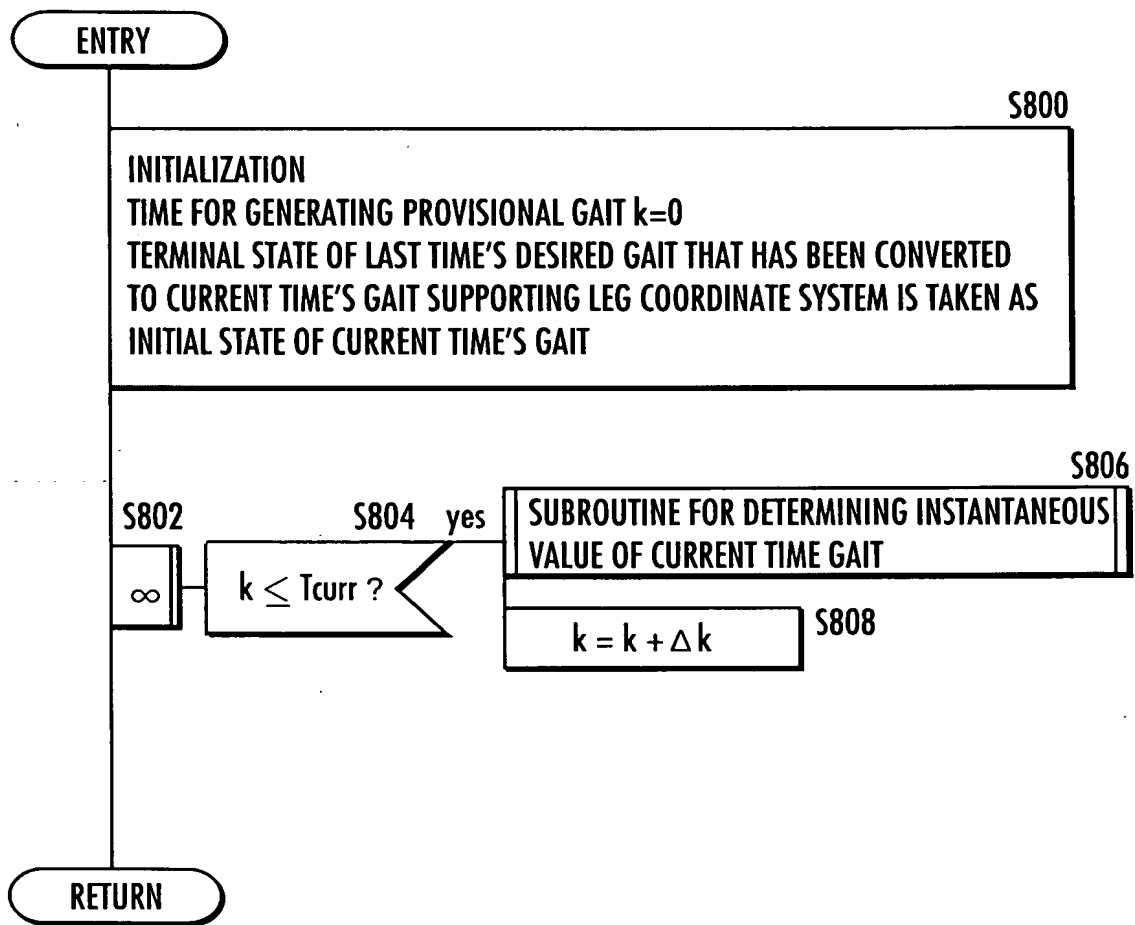 ENTRY
S800
INITIALIZATION
TIME FOR GENERATING PROVISIONAL GAIT k=0
TERMINAL STATE OF LAST TIME'S DESIRED GAIT THAT HAS BEEN CONVERTED
TO CURRENT TIME'S GAIT SUPPORTING LEG COORDINATE SYSTEM IS TAKEN AS
INITIAL STATE OF CURRENT TIME'S GAIT
S802
∞
S804
k ≤ Tcurr ?
yes
S806
SUBROUTINE FOR DETERMINING INSTANTANEOUS
VALUE OF CURRENT TIME GAIT
k = k + Δ k
S808
RETURN